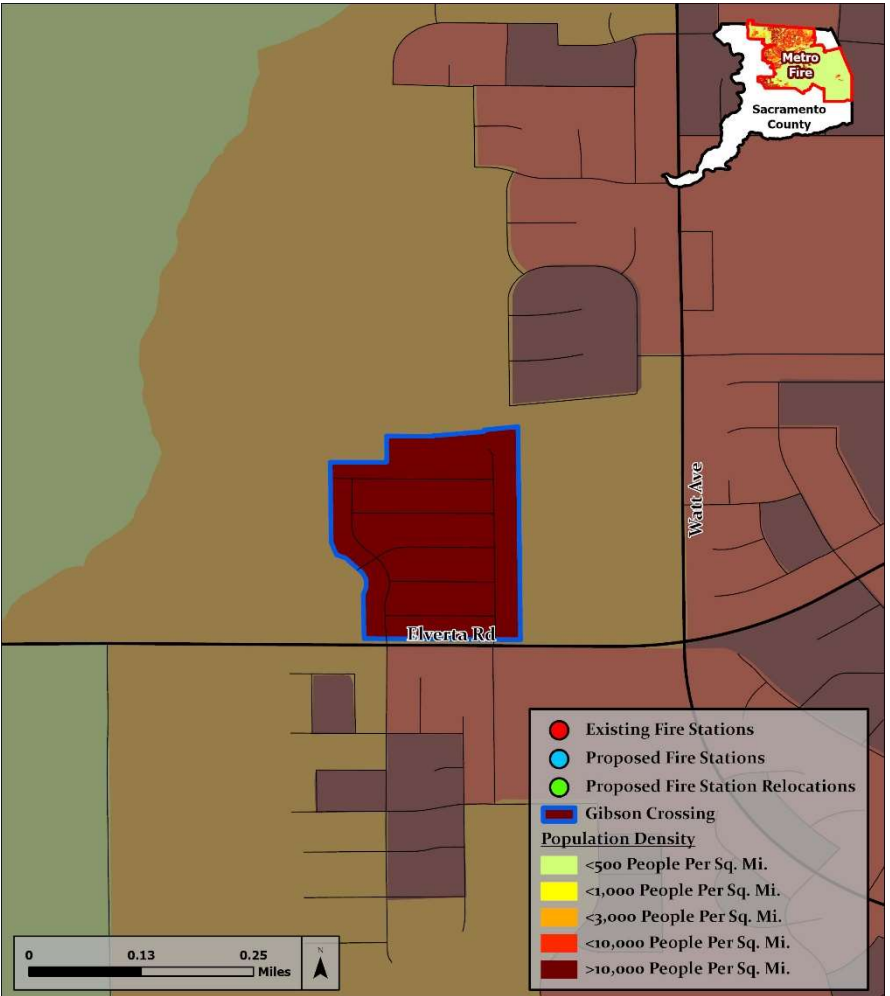 Metro
Fire
Sacramento
County
Watt Ave
Elverta Rd
Existing Fire Stations
Proposed Fire Stations
Proposed Fire Station Relocations
Gibson Crossing
Population Density
<500 People Per Sq. Mi.
<1,000 People Per Sq. Mi.
<3,000 People Per Sq. Mi.
<10,000 People Per Sq. Mi.
>10,000 People Per Sq. Mi.
0 0.13 0.25
Miles
N